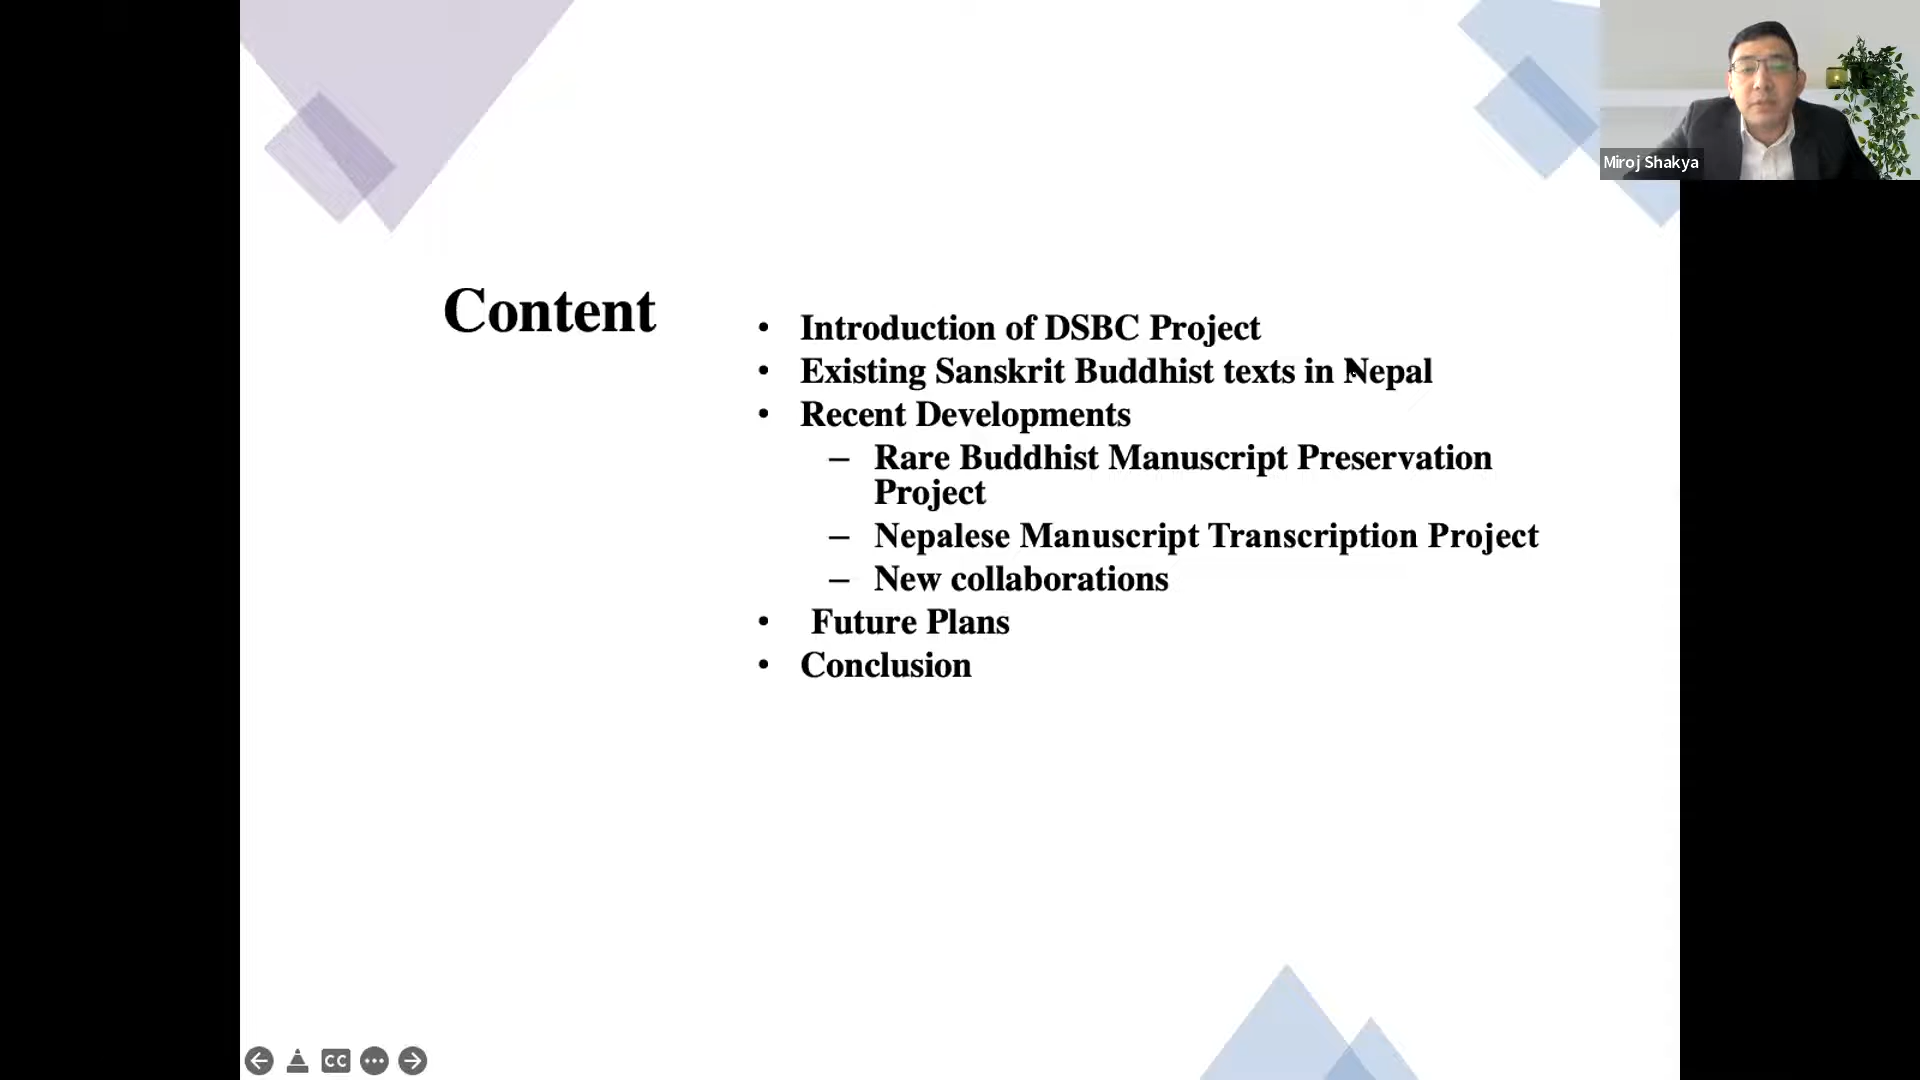 Content
• Introduction of DSBC Project
• Existing Sanskrit Buddhist texts in Nepal
• Recent Developments
– Rare Buddhist Manuscript Preservation
Project
– Nepalese Manuscript Transcription Project
– New collaborations
• Future Plans
• Conclusion
Miroj Shakya
CC